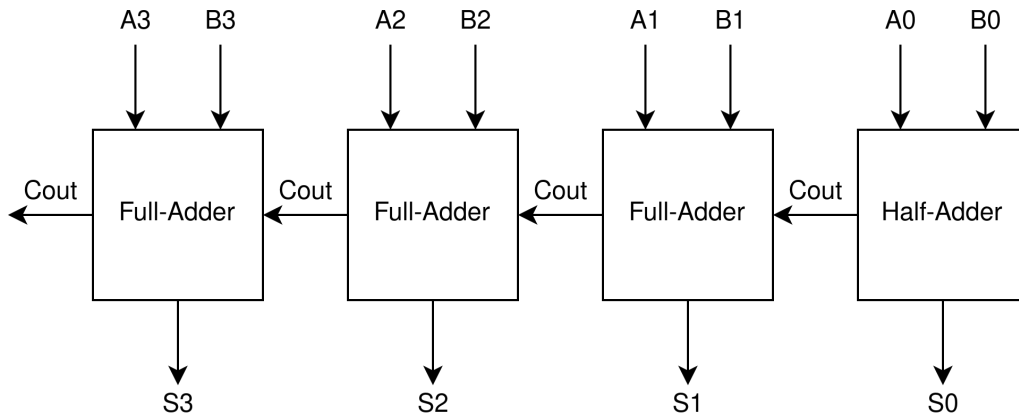 A3 B3 A2 B2 A1 B1 A0 B0
Cout Cout Cout Cout
Full-Adder Full-Adder Full-Adder Half-Adder
S3 S2 S1 S0